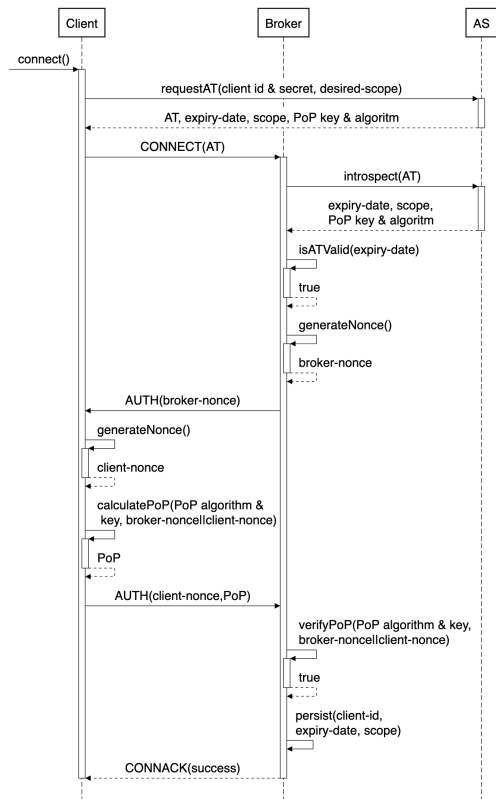 Client
Broker
AS
connect()
requestAT(client id & secret, desired-scope)
AT, expiry-date, scope, PoP key & algoritm
CONNECT(AT)
introspect(AT)
expiry-date, scope,
PoP key & algoritm
isATValid(expiry-date)
true
generateNonce()
broker-nonce
AUTH(broker-nonce)
generateNonce()
client-nonce
calculatePoP(PoP algorithm &
key, broker-nonce||client-nonce)
PoP
AUTH(client-nonce,PoP)
verifyPoP(PoP algorithm & key,
broker-nonce||client-nonce)
true
persist(client-id,
expiry-date, scope)
CONNACK(success)